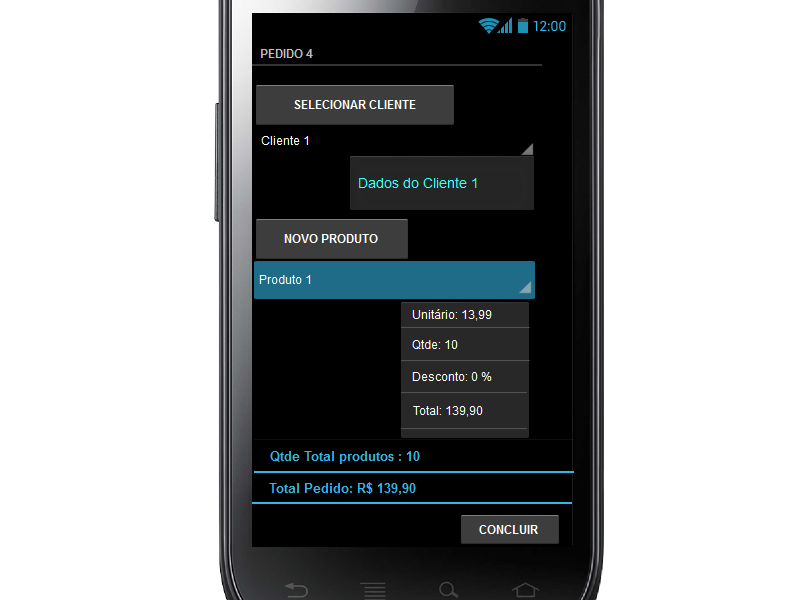 12:00
PEDIDO 4
SELECIONAR CLIENTE
Cliente 1
Dados do Cliente 1
NOVO PRODUTO
Produto 1
Unitário: 13,99
Qtde: 10
Desconto: 0 %
Total: 139,90
Qtde Total produtos : 10
Total Pedido: R$ 139,90
CONCLUIR